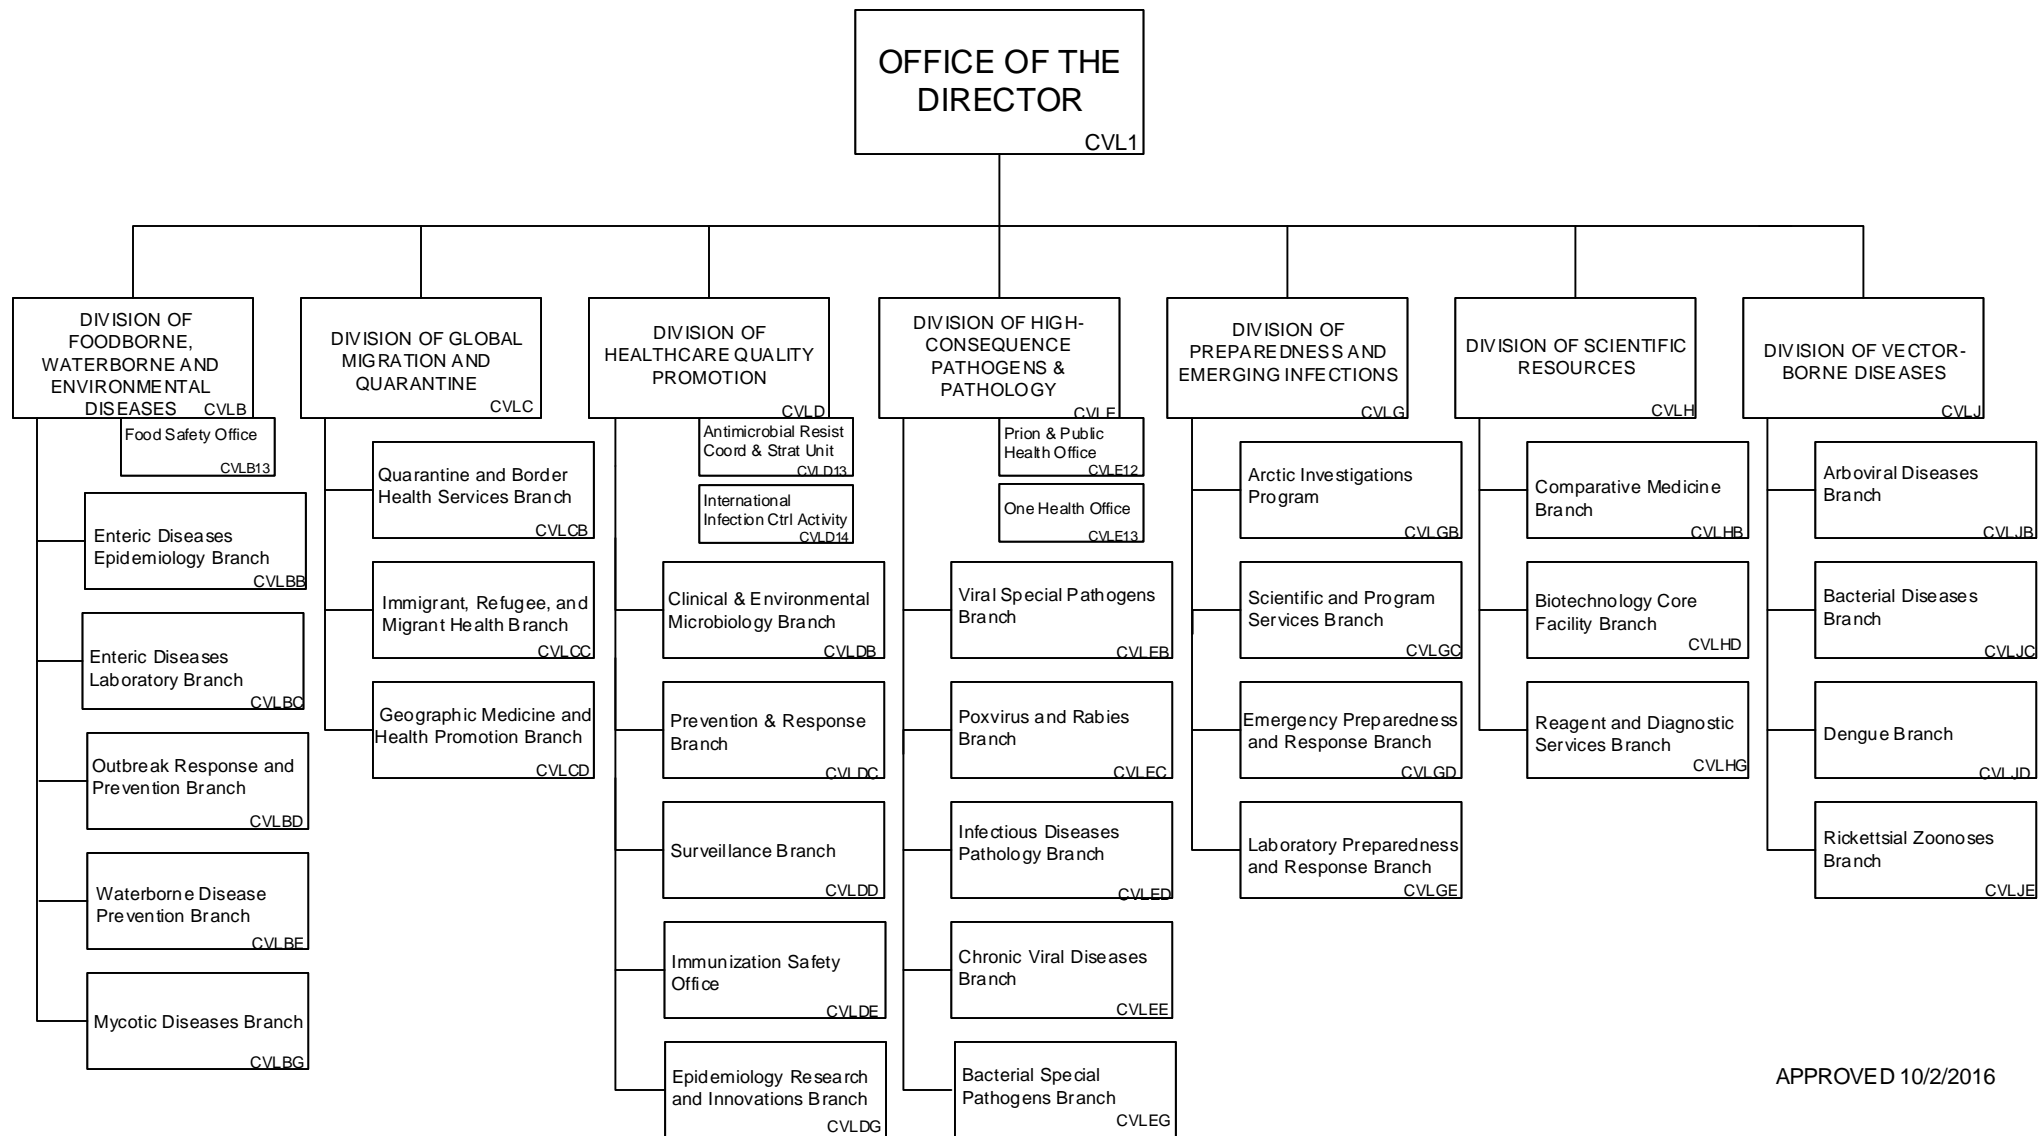 OFFICE OF THE
DIRECTOR
CVL1
DIVISION OF
FOODBORNE,
WATERBORNE AND
ENVIRONMENTAL
DISEASES
CVLB
Food Safety Office
CVLB13
Enteric Diseases
Epidemiology Branch
CVLBB
Enteric Diseases
Laboratory Branch
CVLBC
Outbreak Response and
Prevention Branch
CVLBD
Waterborne Disease
Prevention Branch
CVLBE
Mycotic Diseases Branch
CVLBG
DIVISION OF GLOBAL
MIGRATION AND
QUARANTINE
CVLC
Quarantine and Border
Health Services Branch
CVLCB
Immigrant, Refugee, and
Migrant Health Branch
CVLCC
Geographic Medicine and
Health Promotion Branch
CVLCD
DIVISION OF
HEALTHCARE QUALITY
PROMOTION
CVLD
Antimicrobial Resist
Coord & Strat Unit
CVLD13
International
Infection Ctrl Activity
CVLD14
Clinical & Environmental
Microbiology Branch
CVLDB
Prevention & Response
Branch
CVLDC
Surveillance Branch
CVLDD
Immunization Safety
Office
CVLDE
Epidemiology Research
and Innovations Branch
CVLDG
DIVISION OF HIGH-
CONSEQUENCE
PATHOGENS &
PATHOLOGY
CVLE
Prion & Public
Health Office
CVLE12
One Health Office
CVLE13
Viral Special Pathogens
Branch
CVLEB
Poxvirus and Rabies
Branch
CVLEC
Infectious Diseases
Pathology Branch
CVLED
Chronic Viral Diseases
Branch
CVLEE
Bacterial Special
Pathogens Branch
CVLEG
DIVISION OF
PREPAREDNESS AND
EMERGING INFECTIONS
CVLG
Arctic Investigations
Program
CVLGB
Scientific and Program
Services Branch
CVLGC
Emergency Preparedness
and Response Branch
CVLGD
Laboratory Preparedness
and Response Branch
CVLGE
DIVISION OF SCIENTIFIC
RESOURCES
CVLH
Comparative Medicine
Branch
CVLHB
Biotechnology Core
Facility Branch
CVLHD
Reagent and Diagnostic
Services Branch
CVLHG
DIVISION OF VECTOR-
BORNE DISEASES
CVLJ
Arboviral Diseases
Branch
CVLJB
Bacterial Diseases
Branch
CVLJC
Dengue Branch
CVLJD
Rickettsial Zoonoses
Branch
CVLJE
APPROVED 10/2/2016